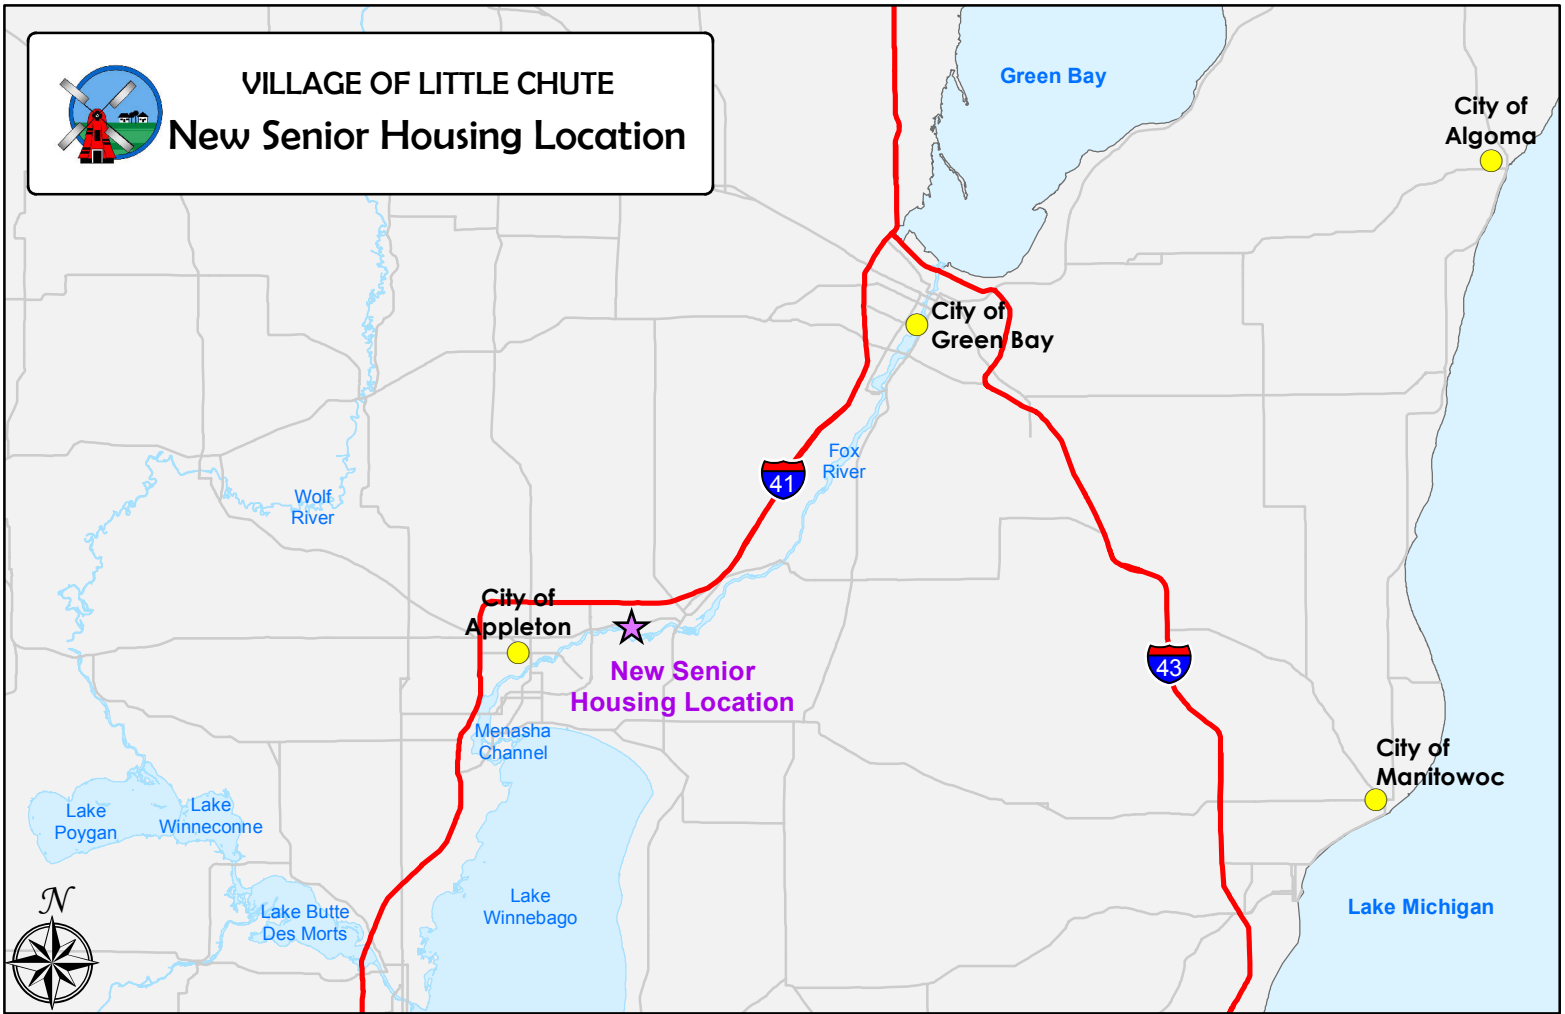 VILLAGE OF LITTLE CHUTE
New Senior Housing Location
Green Bay
City of
Algoma
City of
Green Bay
Fox
River
41
Wolf
River
City of
Appleton
New Senior
Housing Location
43
Menasha
Channel
City of
Manitowoc
Lake
Poygan
Lake
Winneconne
Lake
Winnebago
Lake Butte
Des Morts
Lake Michigan
N